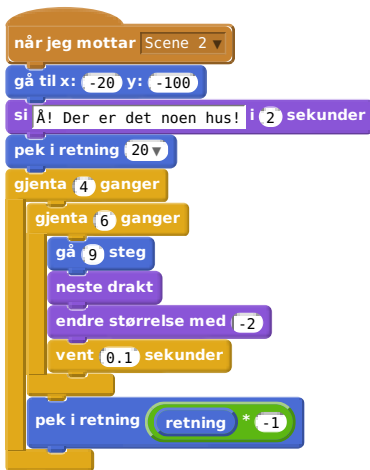 når jeg mottar Scene 2
gå til x: -20 y: -100
si Å! Der er det noen hus! i 2 sekunder
pek i retning 20
gjenta 4 ganger
gjenta 6 ganger
gå 9 steg
neste drakt
endre størrelse med -2
vent 0.1 sekunder
pek i retning retning * -1